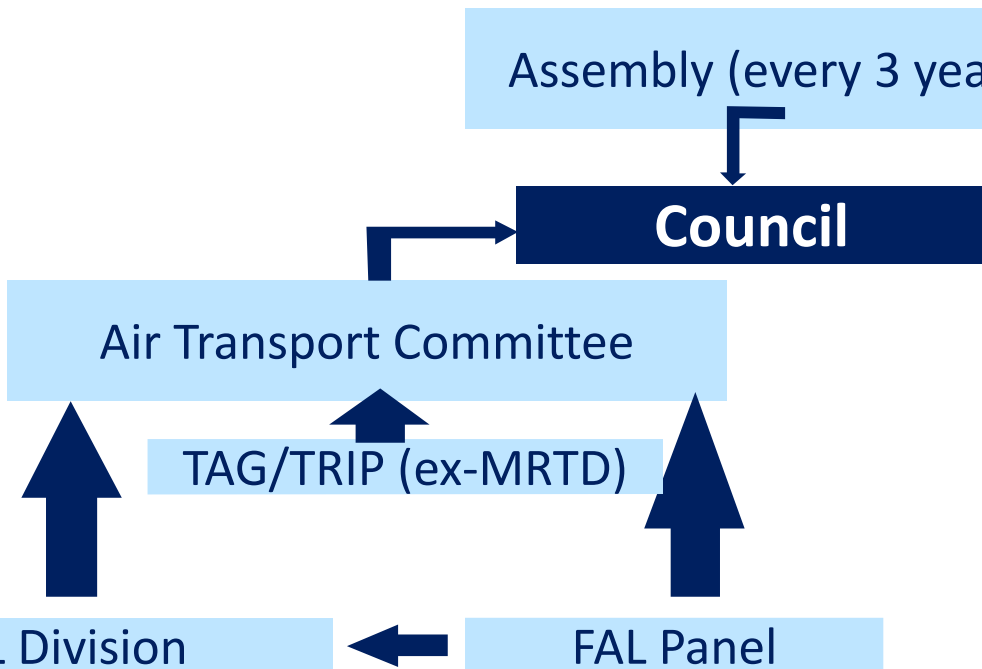 Assembly (every 3 yea
Council
Air Transport Committee
TAG/TRIP (ex-MRTD)
L Division
FAL Panel